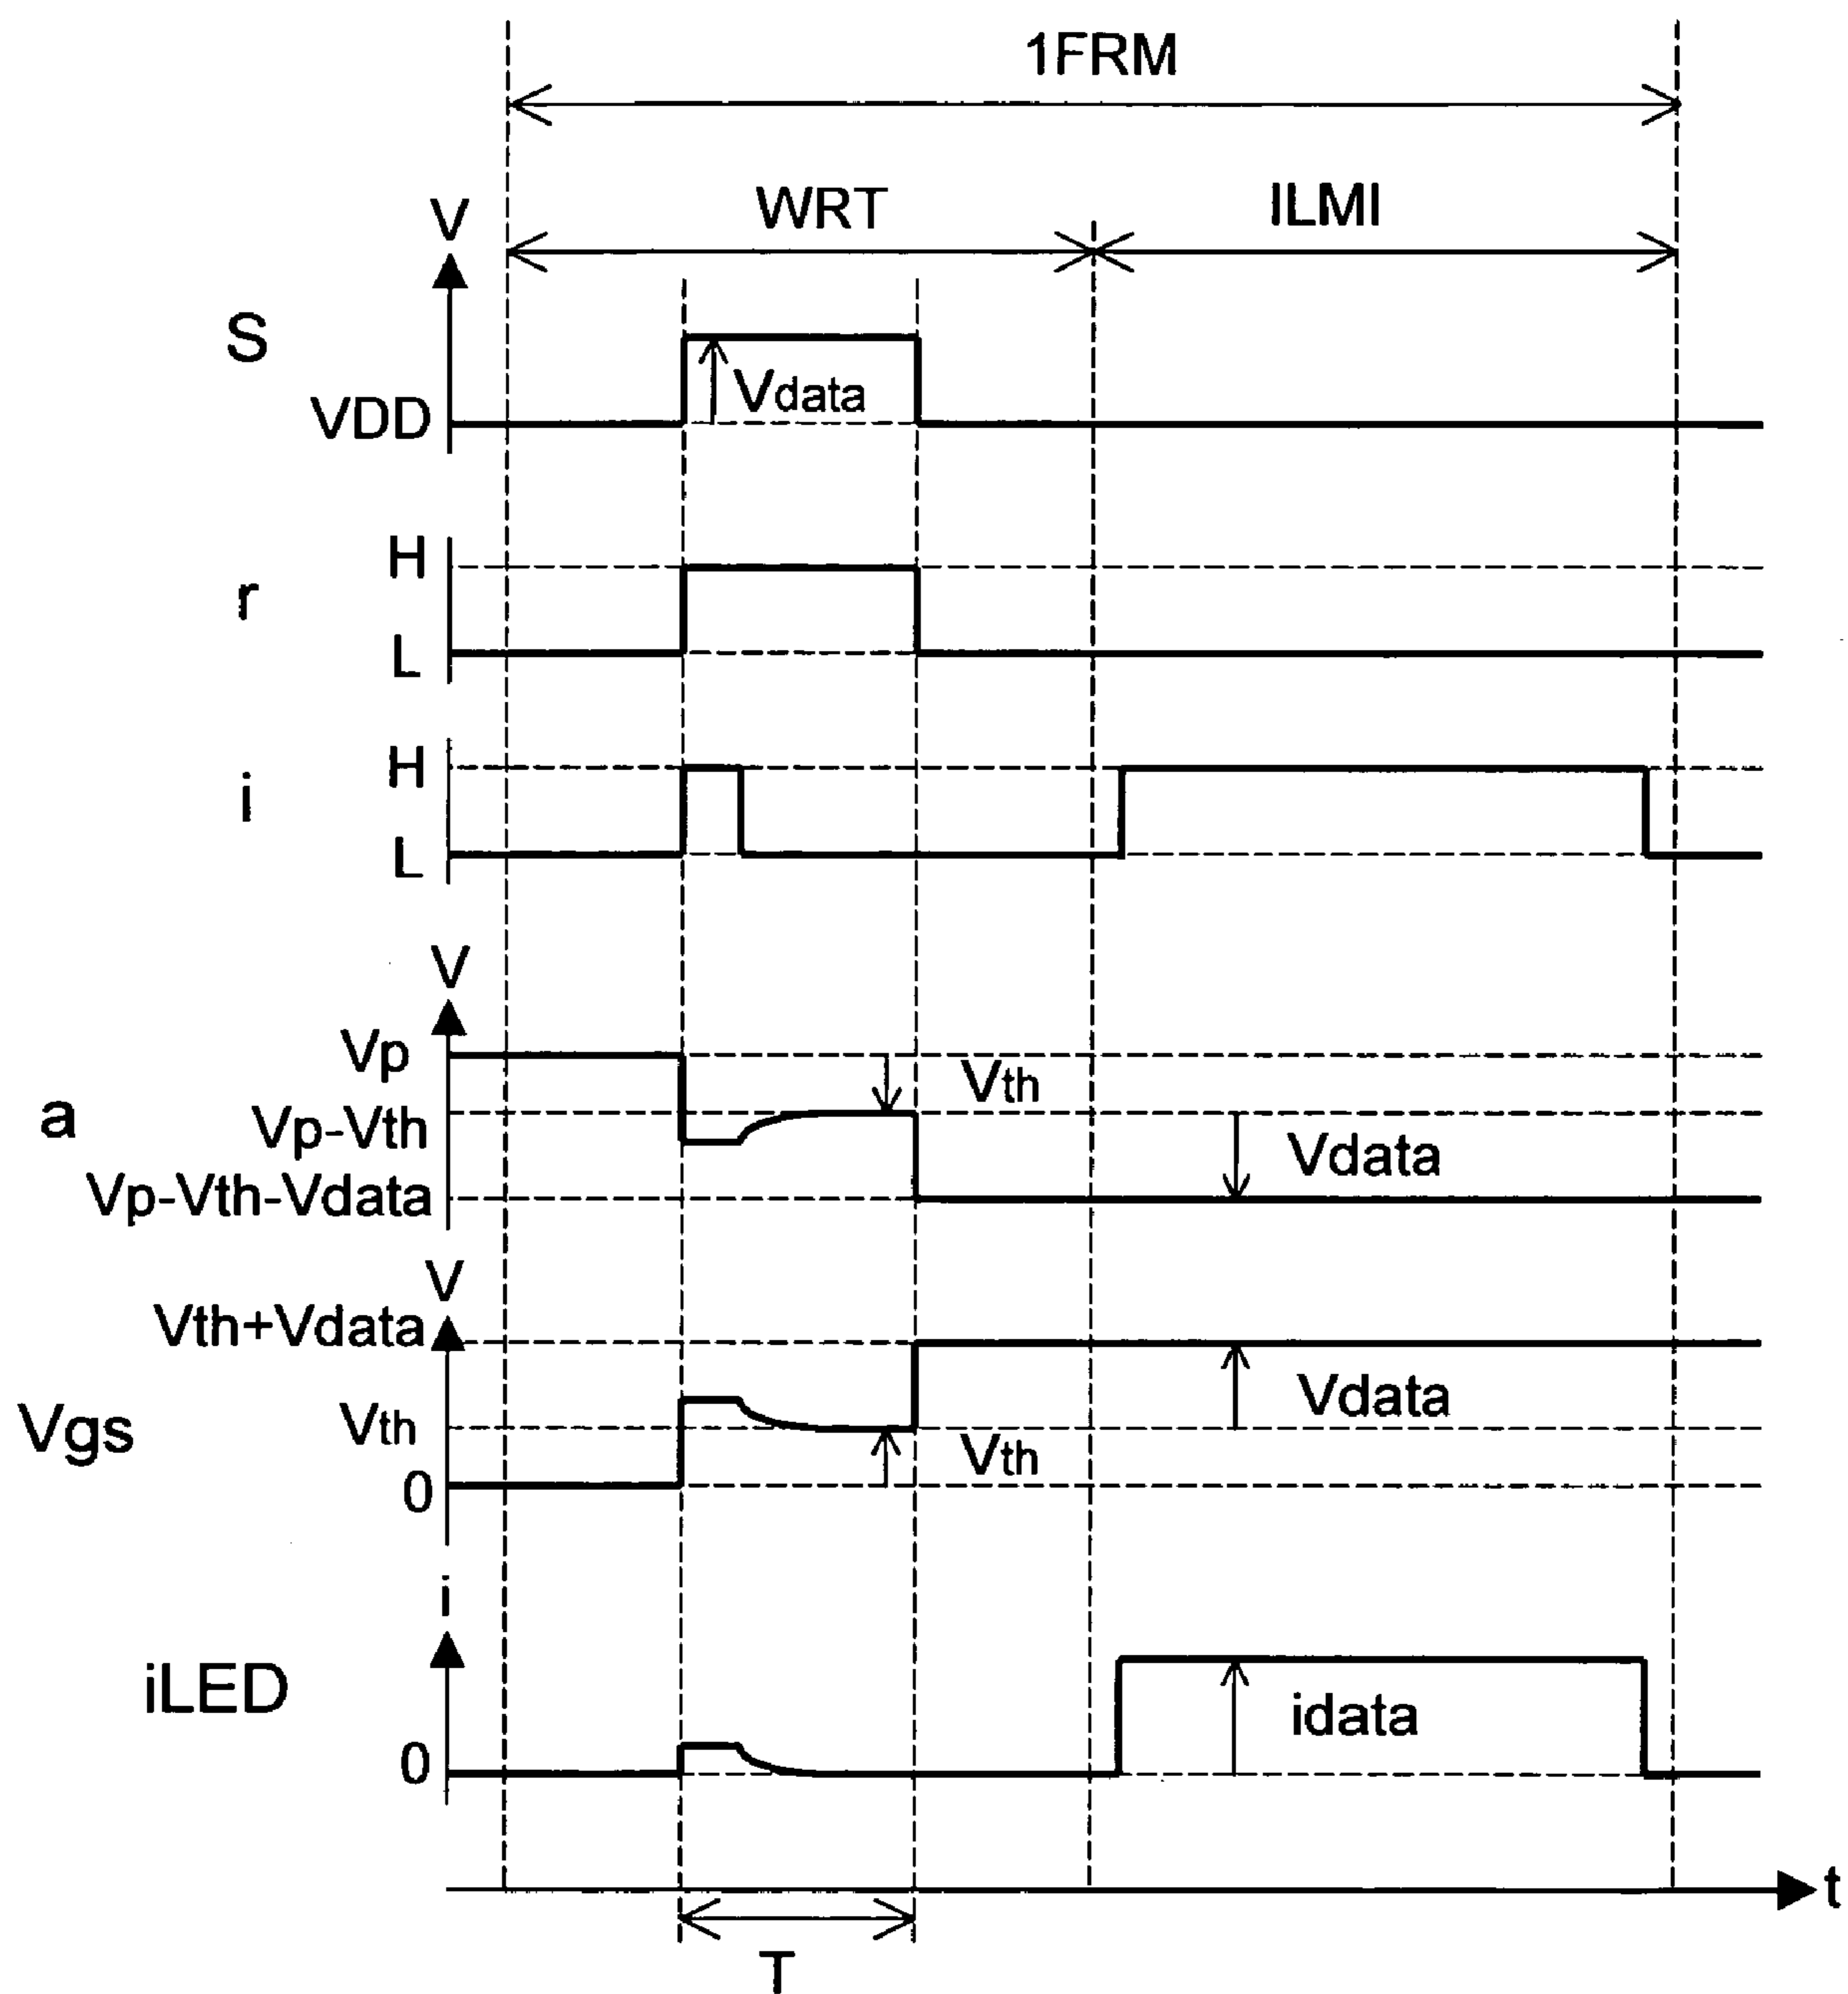 1FRM
WRT
ILMI
V
S
Vdata
VDD
H
r
L
H
i
L
V
Vp
Vth
a
Vp-Vth
Vdata
Vp-Vth-Vdata
V
Vth+Vdata
Vdata
Vgs
Vth
Vth
0
i
iLED
idata
0
t
T